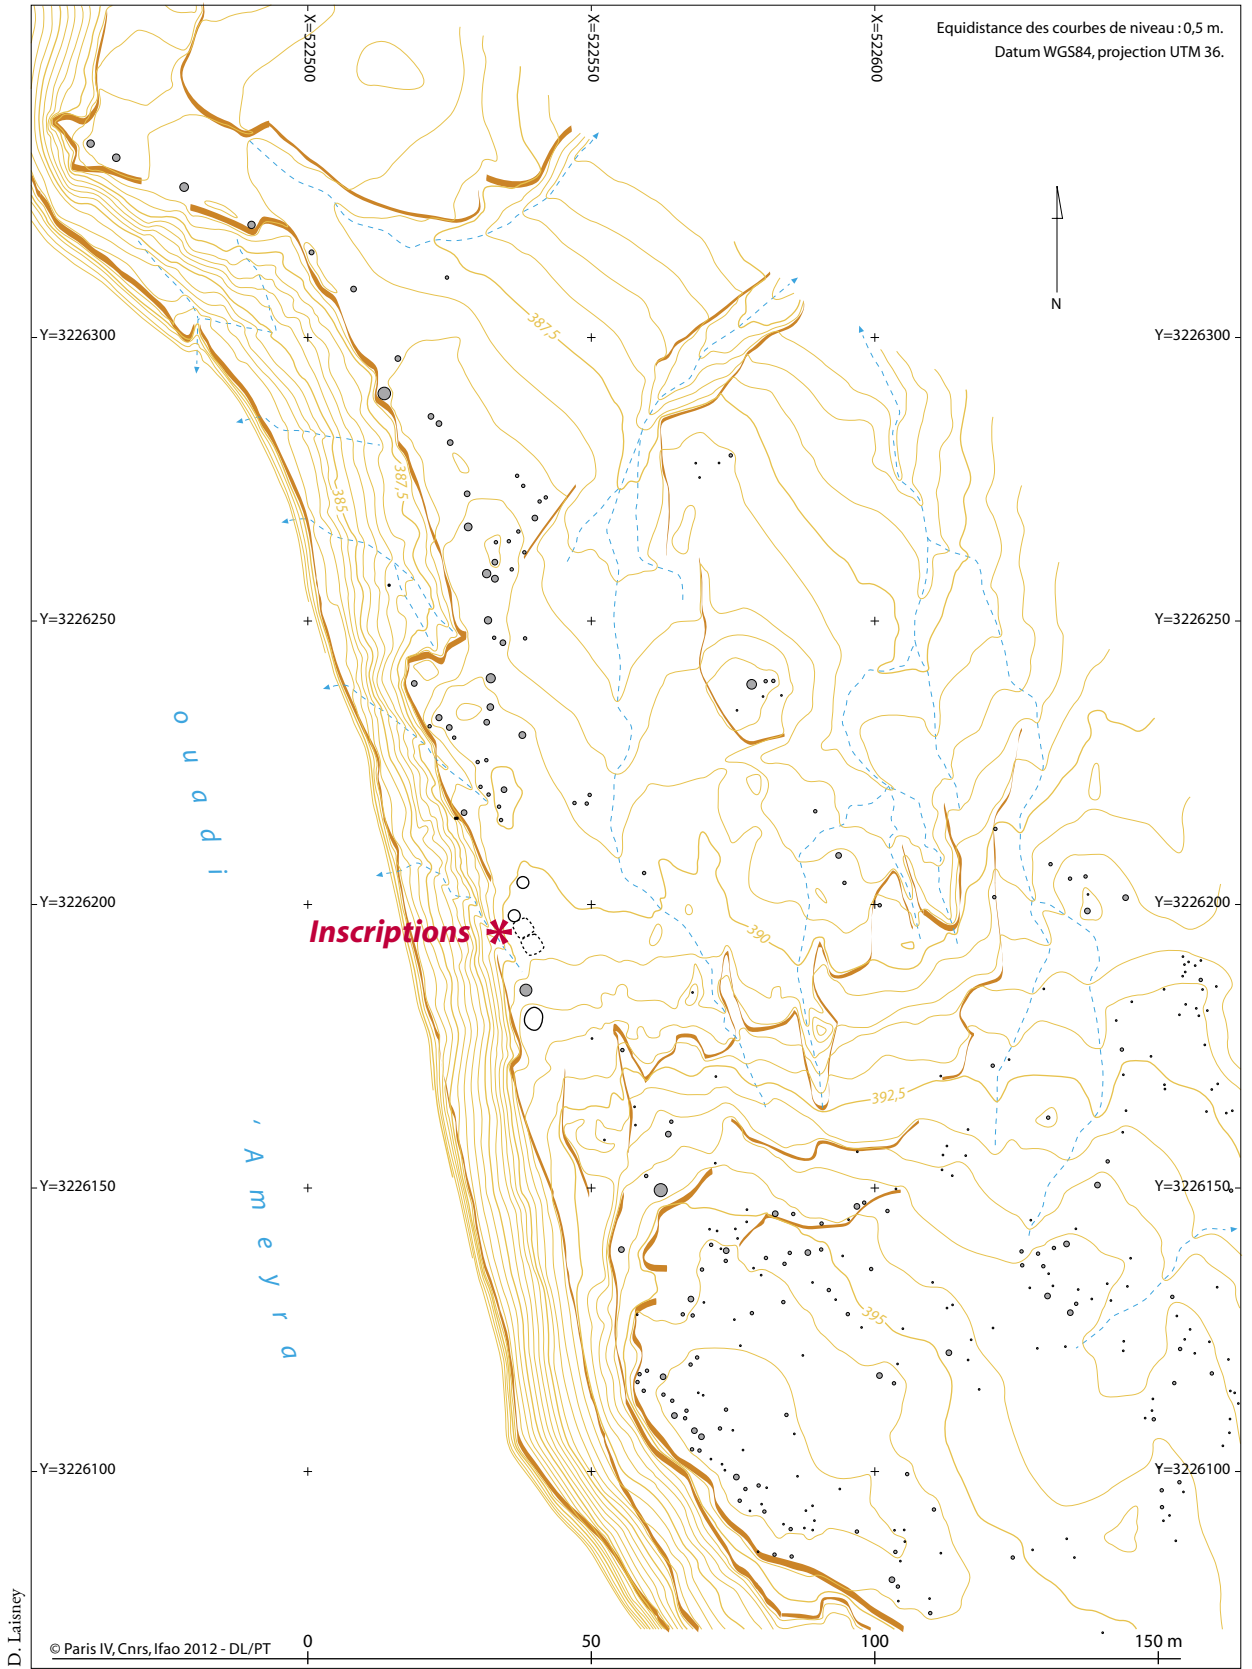 X=522500
X=522550
X=522600
Equidistance des courbes de niveau : 0,5 m.
Datum WGS84, projection UTM 36.
N
Y=3226300
Y=3226300
387,5
387,5
385
Y=3226250
Y=3226250
ouadi
Y=3226200
Y=3226200
Inscriptions *
390
392,5
'Ameyra
Y=3226150
Y=3226150
395
Y=3226100
Y=3226100
D. Laisney
© Paris IV, Cnrs, Ifao 2012 - DL/PT
0
50
100
150 m